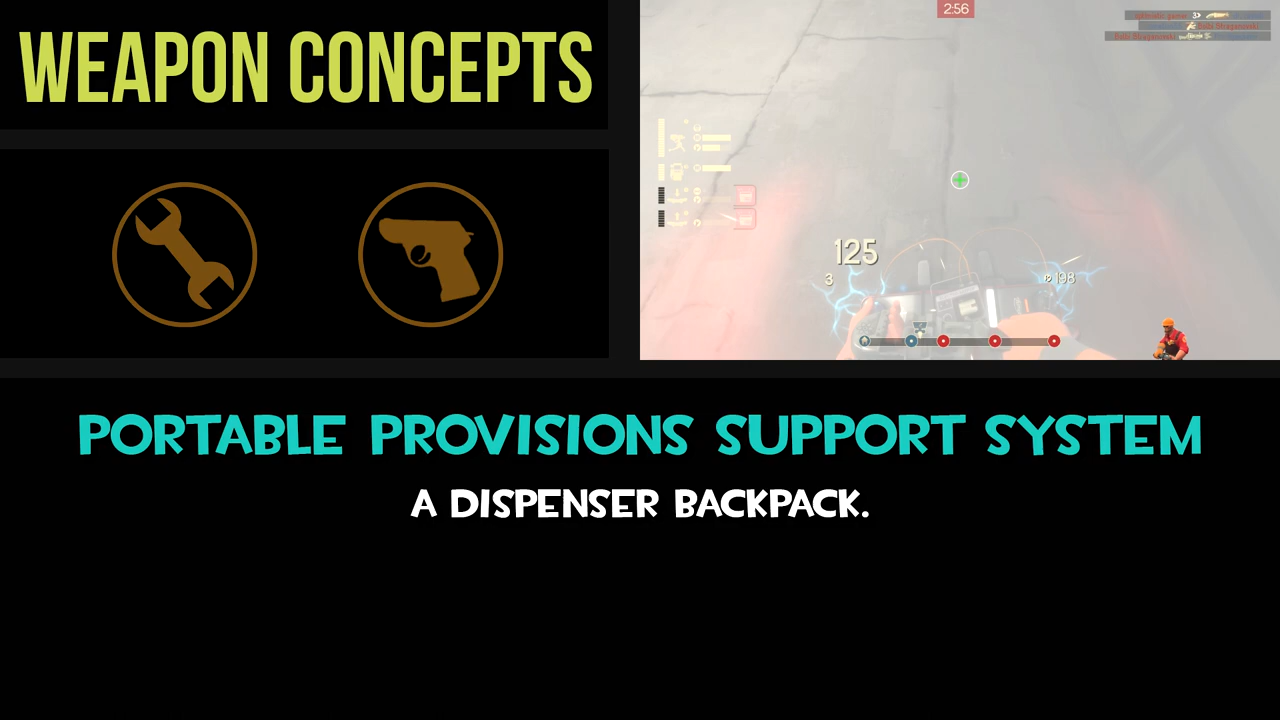 WEAPON CONCEPTS
2:56
125
3
198
PORTABLE PROVISIONS SUPPORT SYSTEM
A DISPENSER BACKPACK.